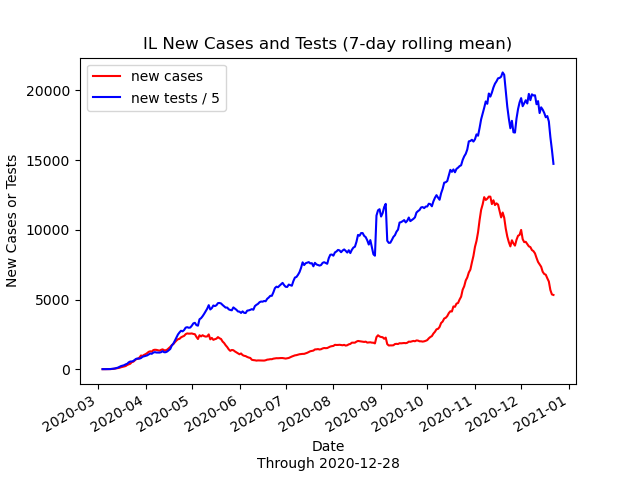 IL New Cases and Tests (7-day rolling mean)
new cases
new tests / 5
New Cases or Tests
20000
15000
10000
5000
0
2020-03
2020-04
2020-05
2020-06
2020-07
2020-08
2020-09
2020-10
2020-11
2020-12
2021-01
Date
Through 2020-12-28